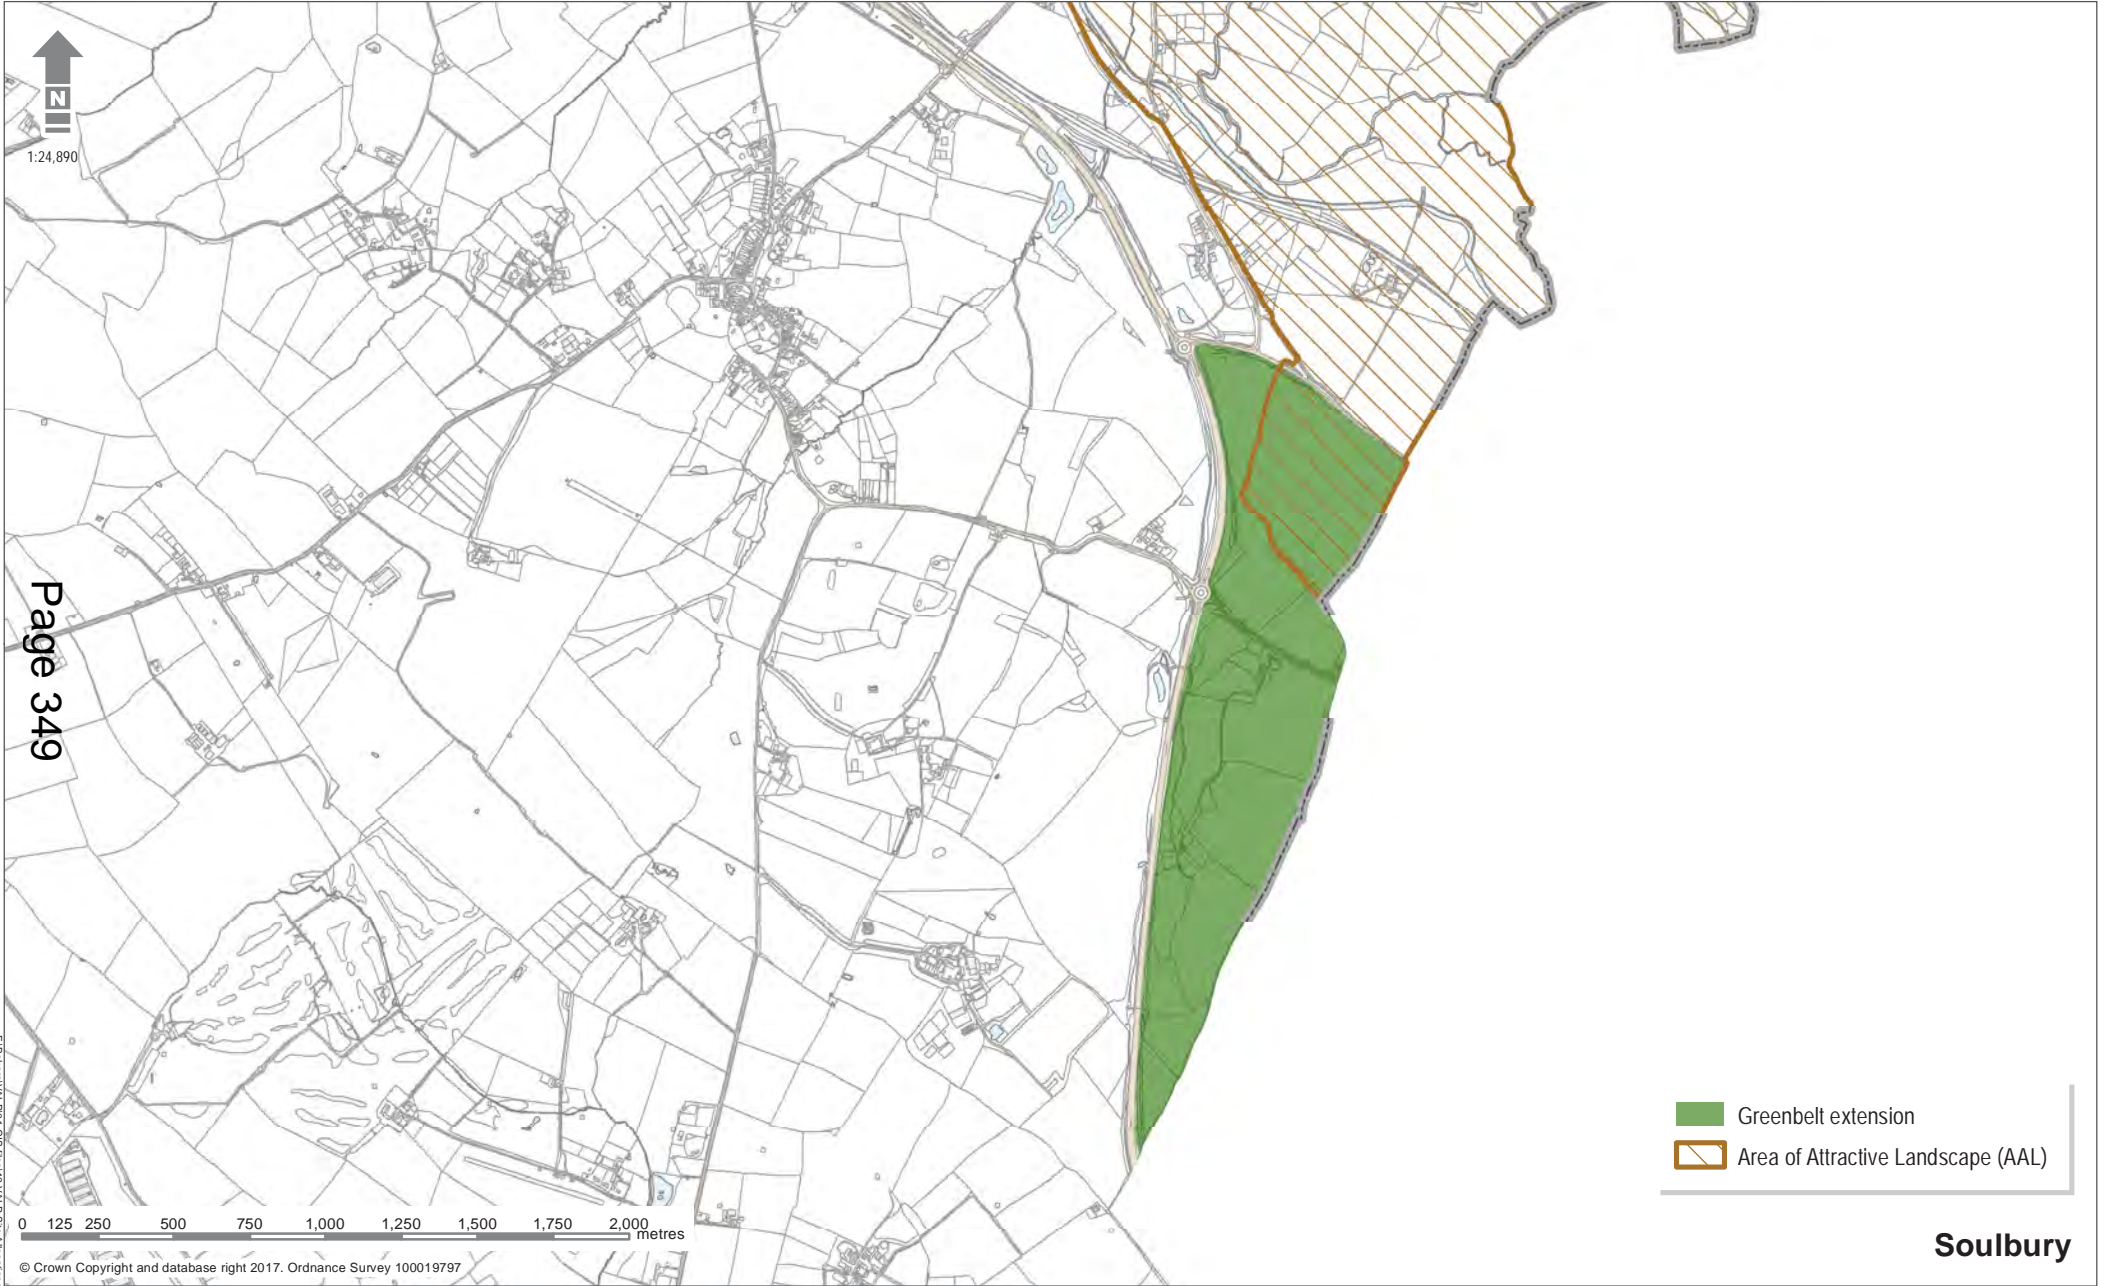 N
1:24,890
Page 349
Greenbelt extension
Area of Attractive Landscape (AAL)
0 125 250 500 750 1,000 1,250 1,500 1,750 2,000
metres
Soulbury
© Crown Copyright and database right 2017. Ordnance Survey 100019797